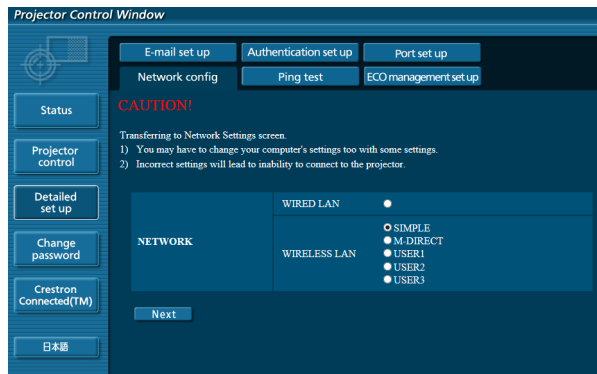 Projector Control Window
E-mail set up
Authentication set up
Port set up
Network config
Ping test
ECO management set up
Status
Projector
control
Detailed
set up
Change
password
Crestron
Connected(TM)
日本語
CAUTION!
Transferring to Network Settings screen.
1) You may have to change your computer's settings too with some settings.
2) Incorrect settings will lead to inability to connect to the projector.
NETWORK
WIRED LAN
WIRELESS LAN
SIMPLE
M-DIRECT
USER1
USER2
USER3
Next